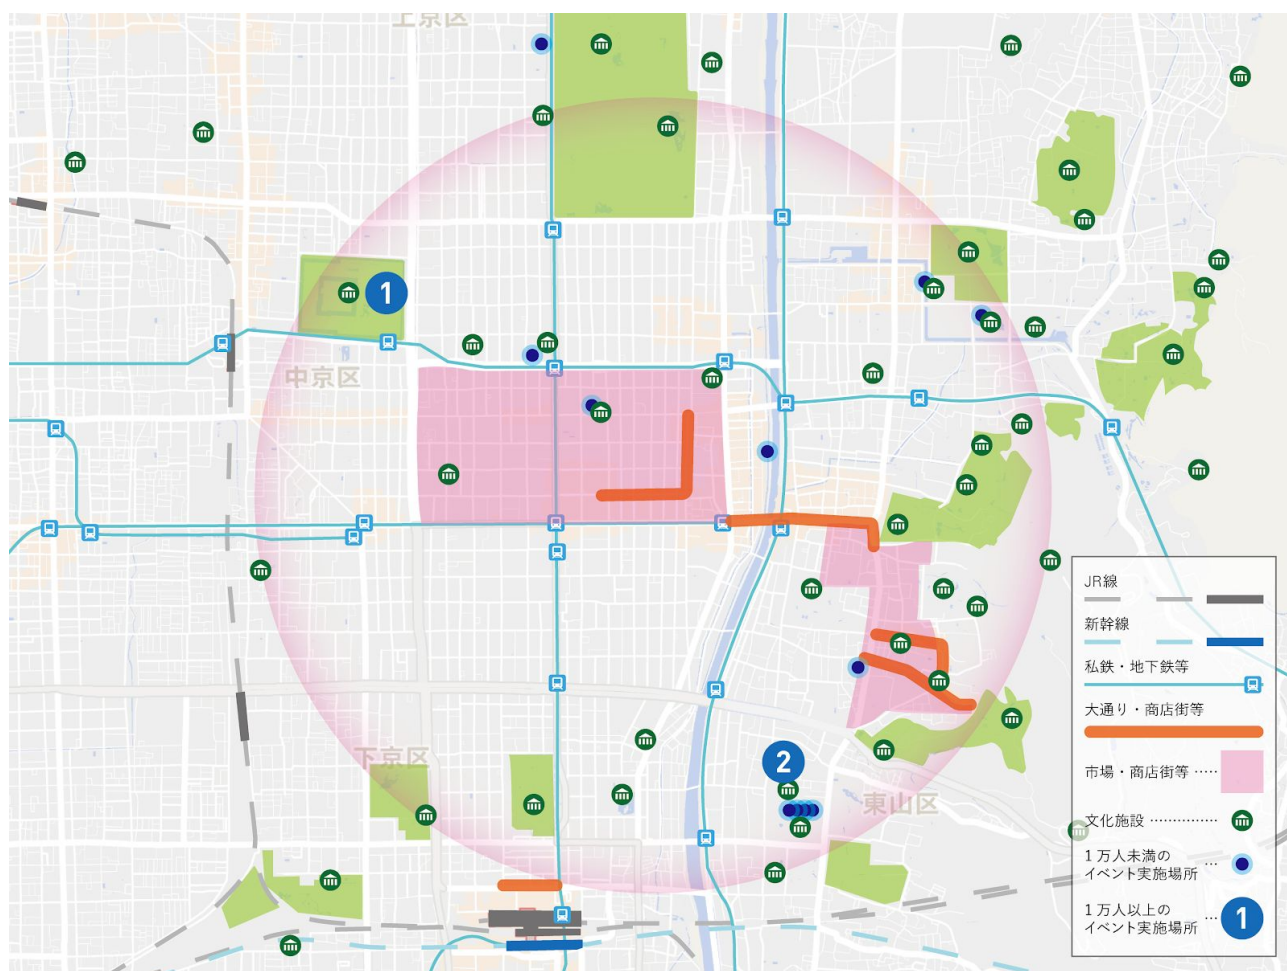 上京区
1
中京区
下京区
2
東山区
JR線
新幹線
私鉄・地下鉄等
大通り・商店街等
市場・商店街等 ‥‥
文化施設 ‥‥‥‥‥
1万人未満の
イベント実施場所 ‥
1万人以上の
イベント実施場所 ‥ 1